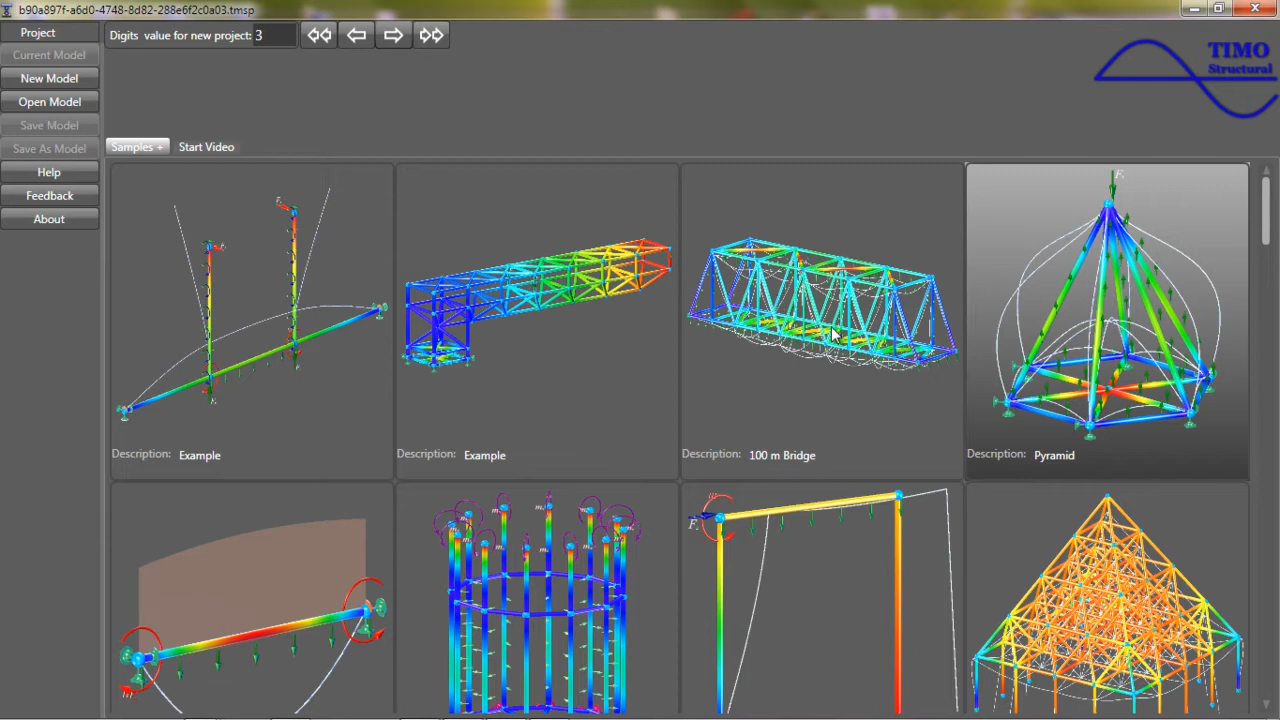 b90a897f-a6d0-4748-8d82-288e6f2c0a03.tmsp
Project
Digits value for new project: 3
Current Model
New Model
Open Model
Save Model
Save As Model
Help
Feedback
About
TIMO
Structural
Samples +
Start Video
Description: Example
Description: Example
Description: 100 m Bridge
Description: Pyramid